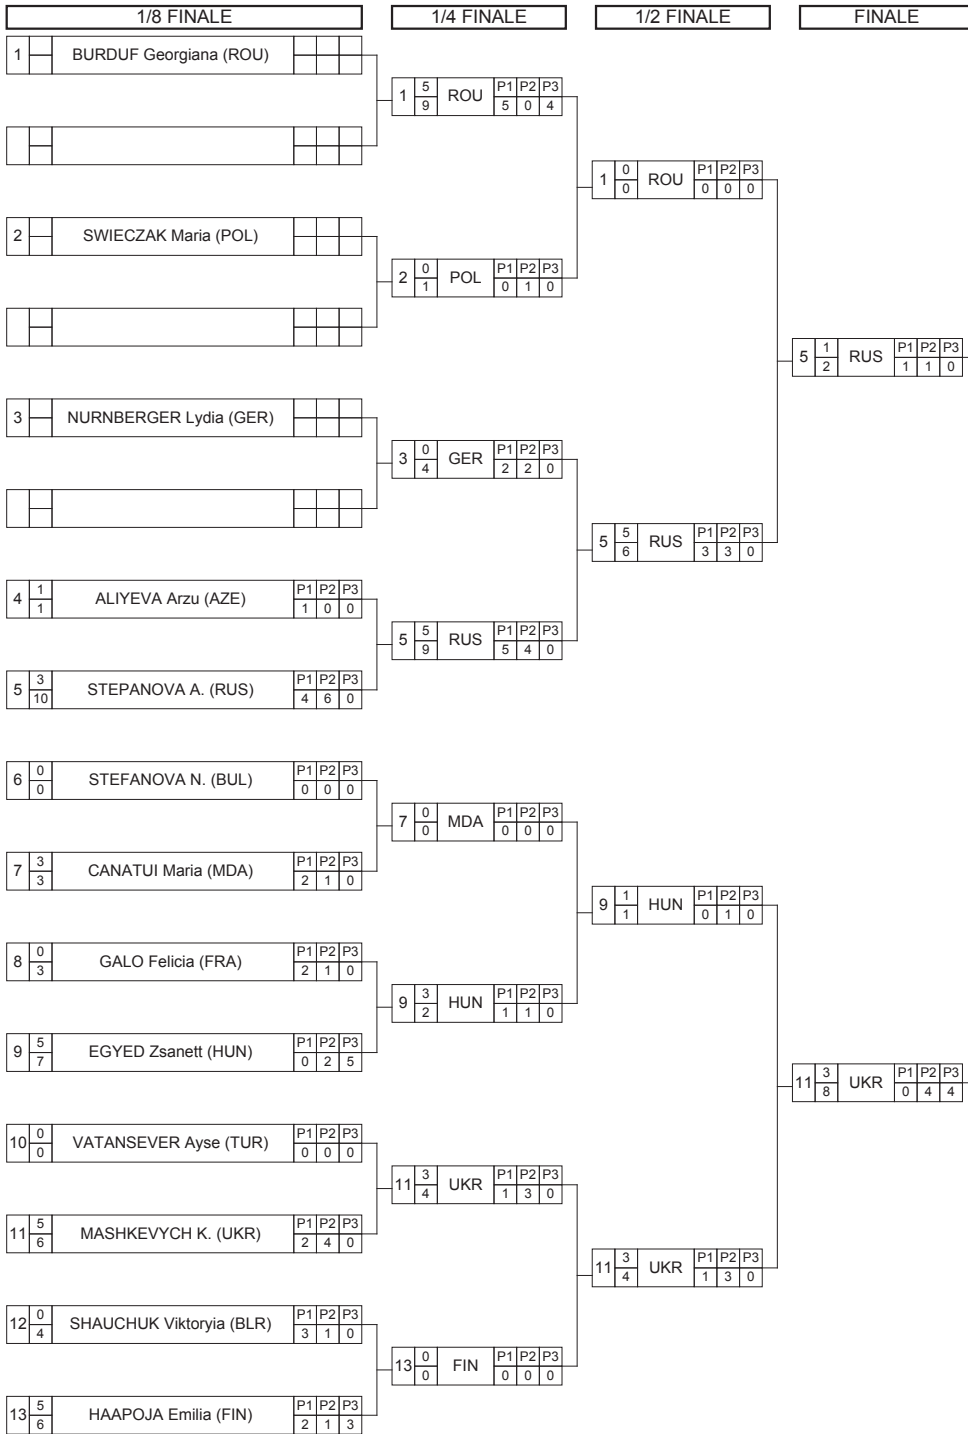 1/8 FINALE 1/4 FINALE 1/2 FINALE FINALE
1 BURDUF Georgiana (ROU)
1 5 9 ROU P1 P2 P3 5 0 4
1 0 0 ROU P1 P2 P3 0 0 0
2 SWIECZAK Maria (POL)
2 0 1 POL P1 P2 P3 0 1 0
5 1 2 RUS P1 P2 P3 1 1 0
3 NURNBERGER Lydia (GER)
3 0 4 GER P1 P2 P3 2 2 0
5 5 6 RUS P1 P2 P3 3 3 0
4 1 1 ALIYEVA Arzu (AZE) P1 P2 P3 1 0 0
5 5 9 RUS P1 P2 P3 5 4 0
5 3 10 STEPANOVA A. (RUS) P1 P2 P3 4 6 0
6 0 0 STEFANOVA N. (BUL) P1 P2 P3 0 0 0
7 0 0 MDA P1 P2 P3 0 0 0
7 3 3 CANATUI Maria (MDA) P1 P2 P3 2 1 0
9 1 1 HUN P1 P2 P3 0 1 0
8 0 3 GALO Felicia (FRA) P1 P2 P3 2 1 0
9 3 2 HUN P1 P2 P3 1 1 0
9 5 7 EGYED Zsanett (HUN) P1 P2 P3 0 2 5
11 3 8 UKR P1 P2 P3 0 4 4
10 0 0 VATANSEVER Ayse (TUR) P1 P2 P3 0 0 0
11 3 4 UKR P1 P2 P3 1 3 0
11 5 6 MASHKEVYCH K. (UKR) P1 P2 P3 2 4 0
11 3 4 UKR P1 P2 P3 1 3 0
12 0 4 SHAUCHUK Viktoryia (BLR) P1 P2 P3 3 1 0
13 0 0 FIN P1 P2 P3 0 0 0
13 5 6 HAAPOJA Emilia (FIN) P1 P2 P3 2 1 3